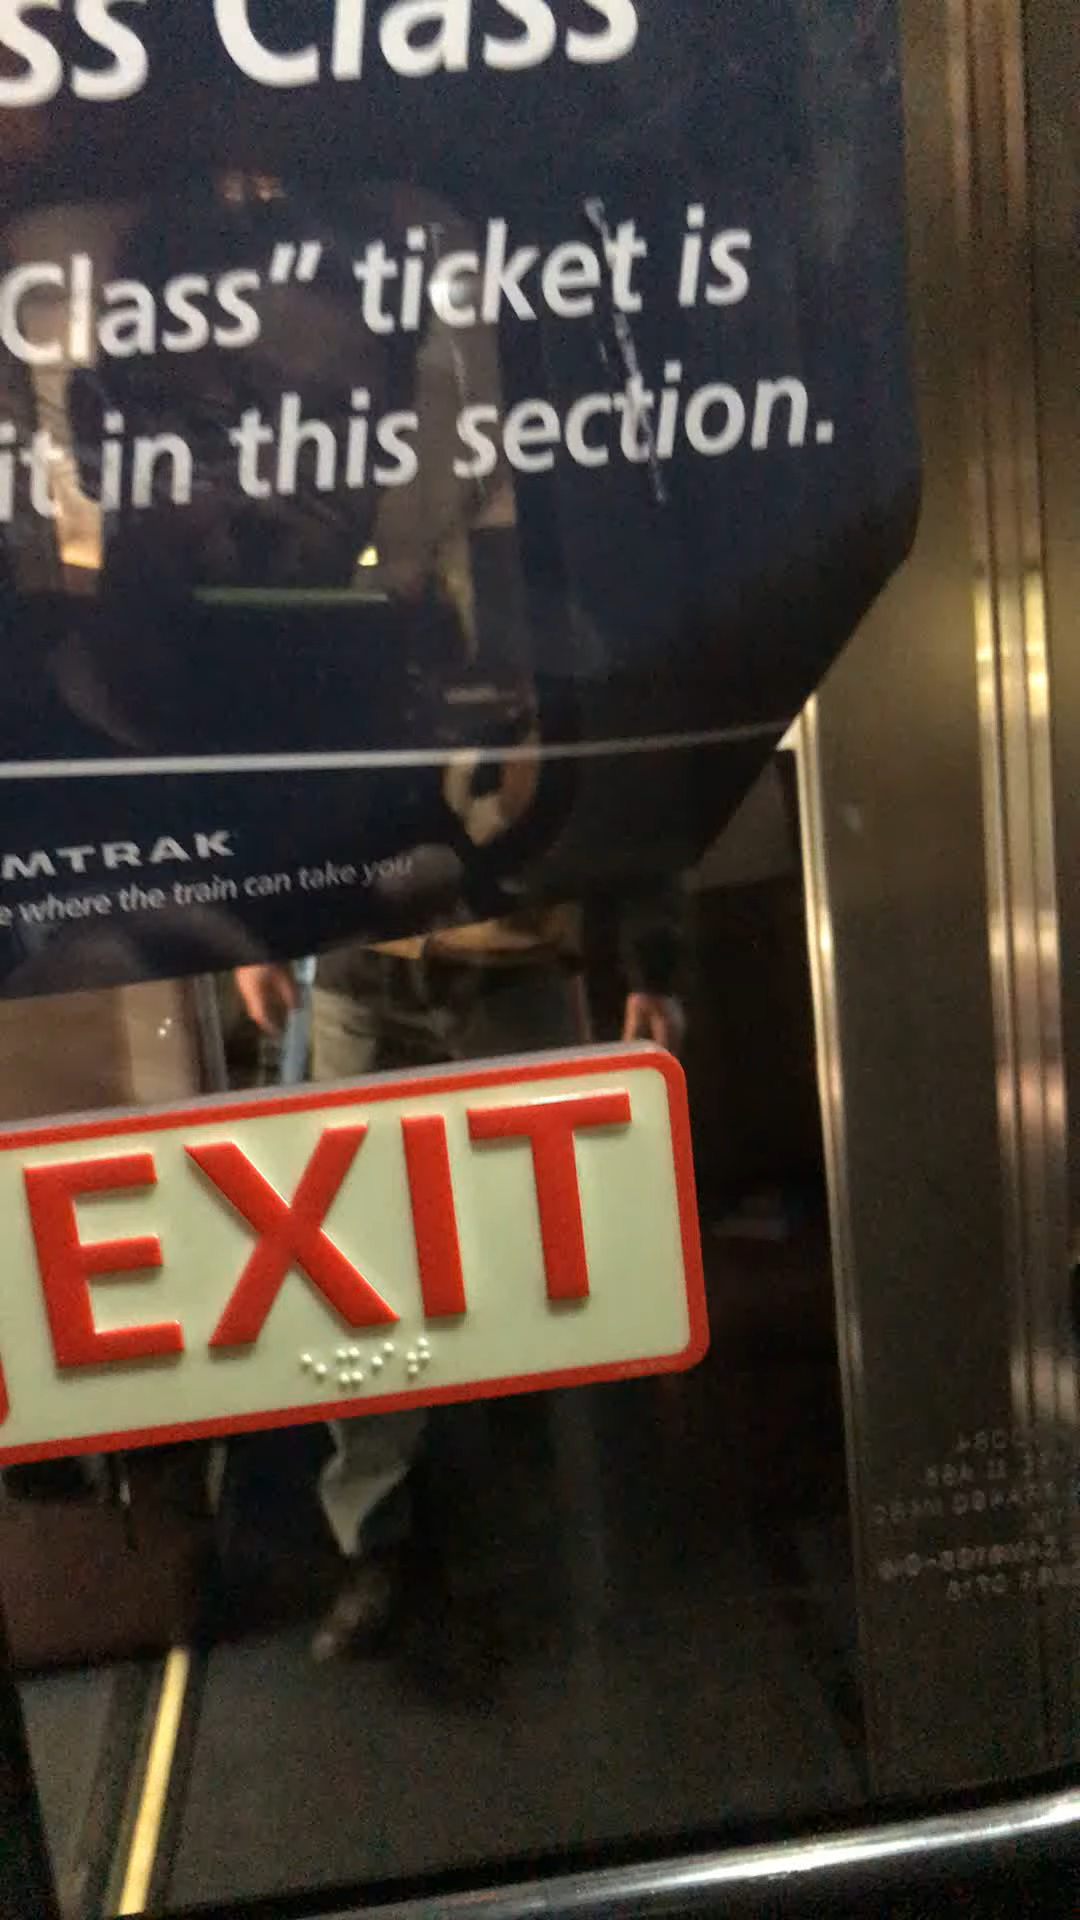 ss Class
Class” ticket is
it in this section.
MTRAK
e where the train can take you
EXIT